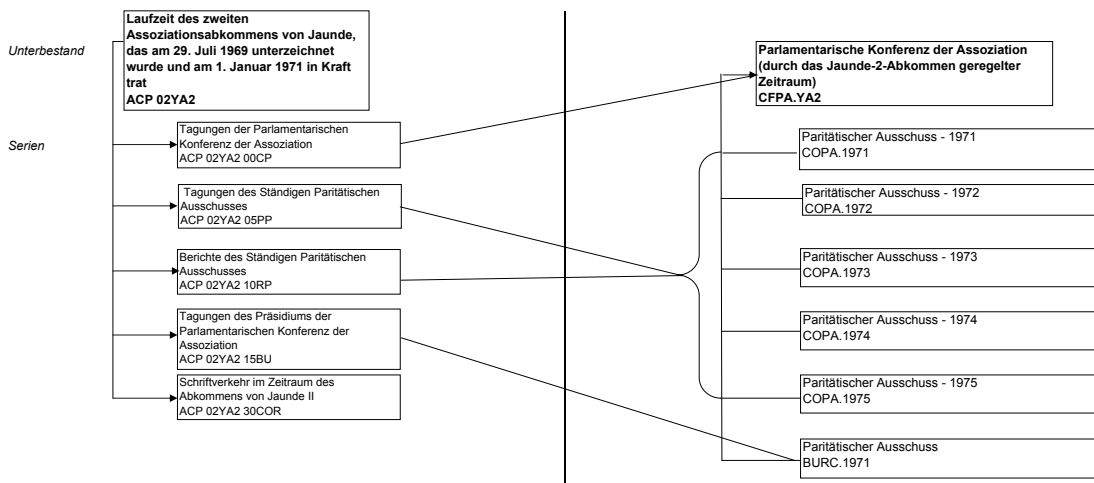 Unterbestand
Laufzeit des zweiten
Assoziationsabkommens von Jaunde,
das am 29. Juli 1969 unterzeichnet
wurde und am 1. Januar 1971 in Kraft
trat
ACP 02YA2
Serien
Tagungen der Parlamentarischen
Konferenz der Assoziation
ACP 02YA2 00CP
Tagungen des Ständigen Paritätischen
Ausschusses
ACP 02YA2 05PP
Berichte des Ständigen Paritätischen
Ausschusses
ACP 02YA2 10RP
Tagungen des Präsidiums der
Parlamentarischen Konferenz der
Assoziation
ACP 02YA2 15BU
Schriftverkehr im Zeitraum des
Abkommens von Jaunde II
ACP 02YA2 30COR
Parlamentarische Konferenz der Assoziation
(durch das Jaunde-2-Abkommen geregelter
Zeitraum)
CFPA.YA2
Paritätischer Ausschuss - 1971
COPA.1971
Paritätischer Ausschuss - 1972
COPA.1972
Paritätischer Ausschuss - 1973
COPA.1973
Paritätischer Ausschuss - 1974
COPA.1974
Paritätischer Ausschuss - 1975
COPA.1975
Paritätischer Ausschuss
BURC.1971